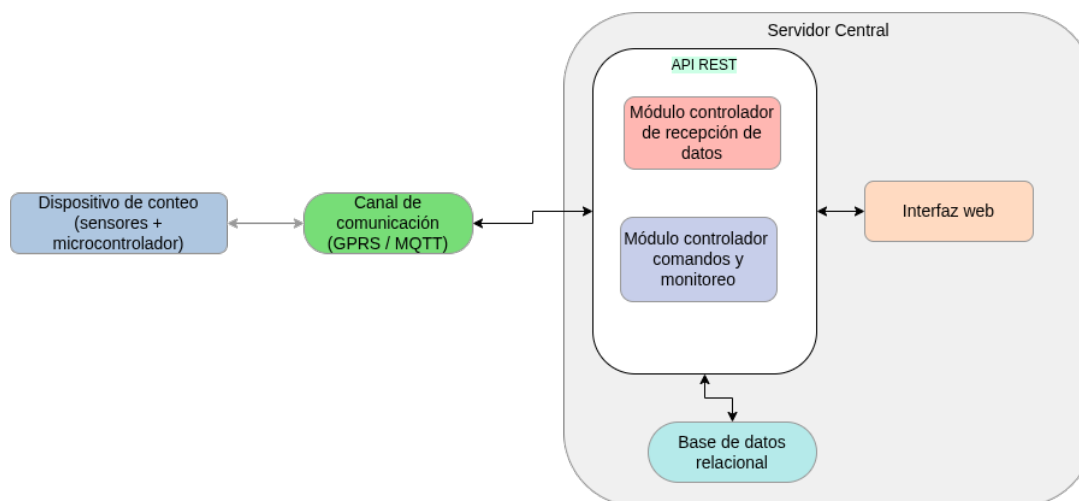 Servidor Central
API REST
Módulo controlador
de recepción de
datos
Dispositivo de conteo
(sensores +
microcontrolador)
Canal de
comunicación
(GPRS / MQTT)
Interfaz web
Módulo controlador
comandos y
monitoreo
Base de datos
relacional